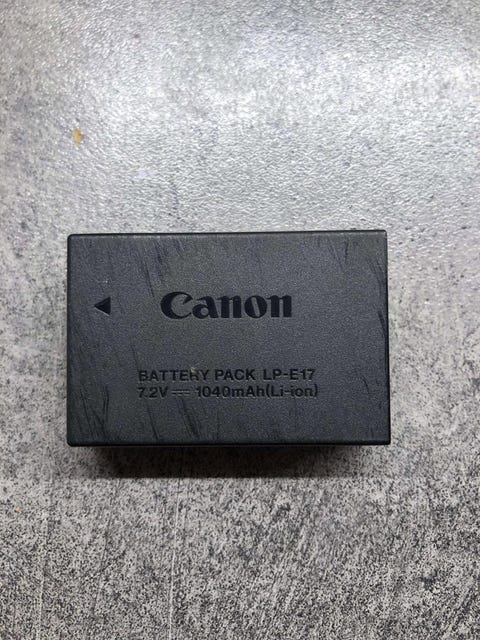 Canon
BATTERY PACK LP-E17
7.2V ⎓ 1040mAh(Li-ion)